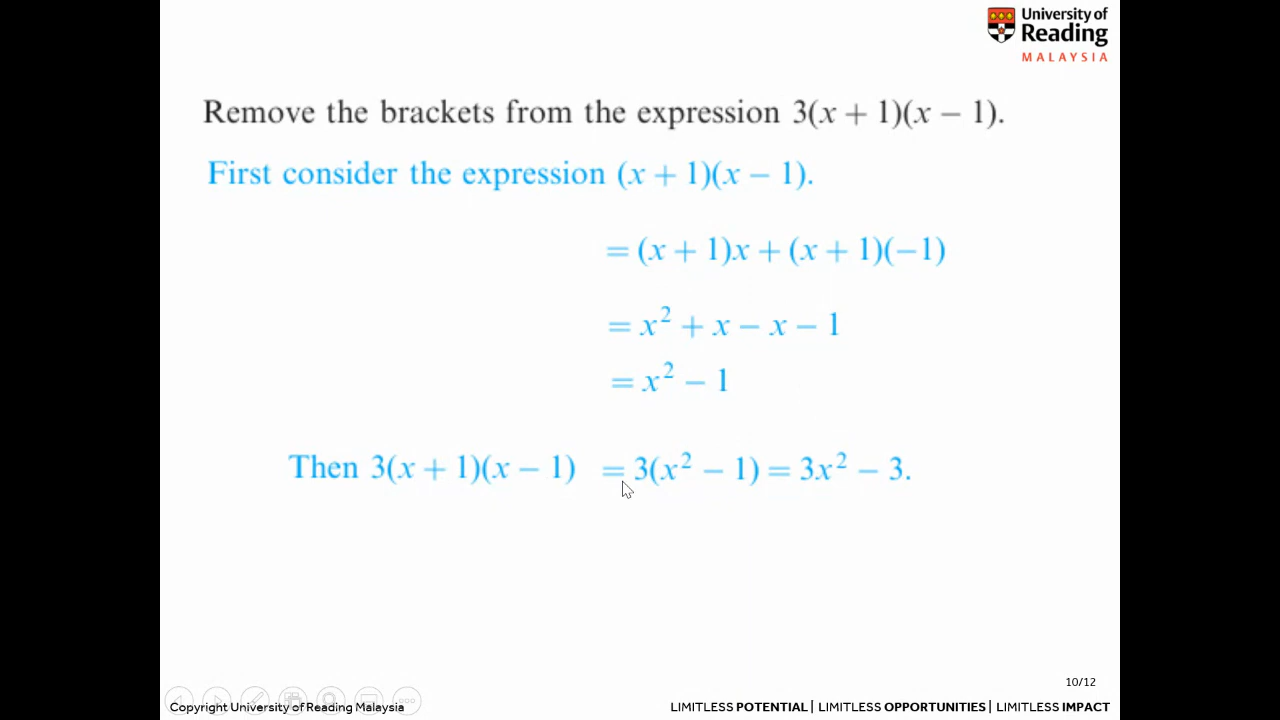 University of
Reading
MALAYSIA
Remove the brackets from the expression 3(x + 1)(x − 1).
First consider the expression (x + 1)(x − 1).
= (x + 1)x + (x + 1)(−1)
= x² + x − x − 1
= x² − 1
Then 3(x + 1)(x − 1) = 3(x² − 1) = 3x² − 3.
10/12
Copyright University of Reading Malaysia
LIMITLESS POTENTIAL | LIMITLESS OPPORTUNITIES | LIMITLESS IMPACT